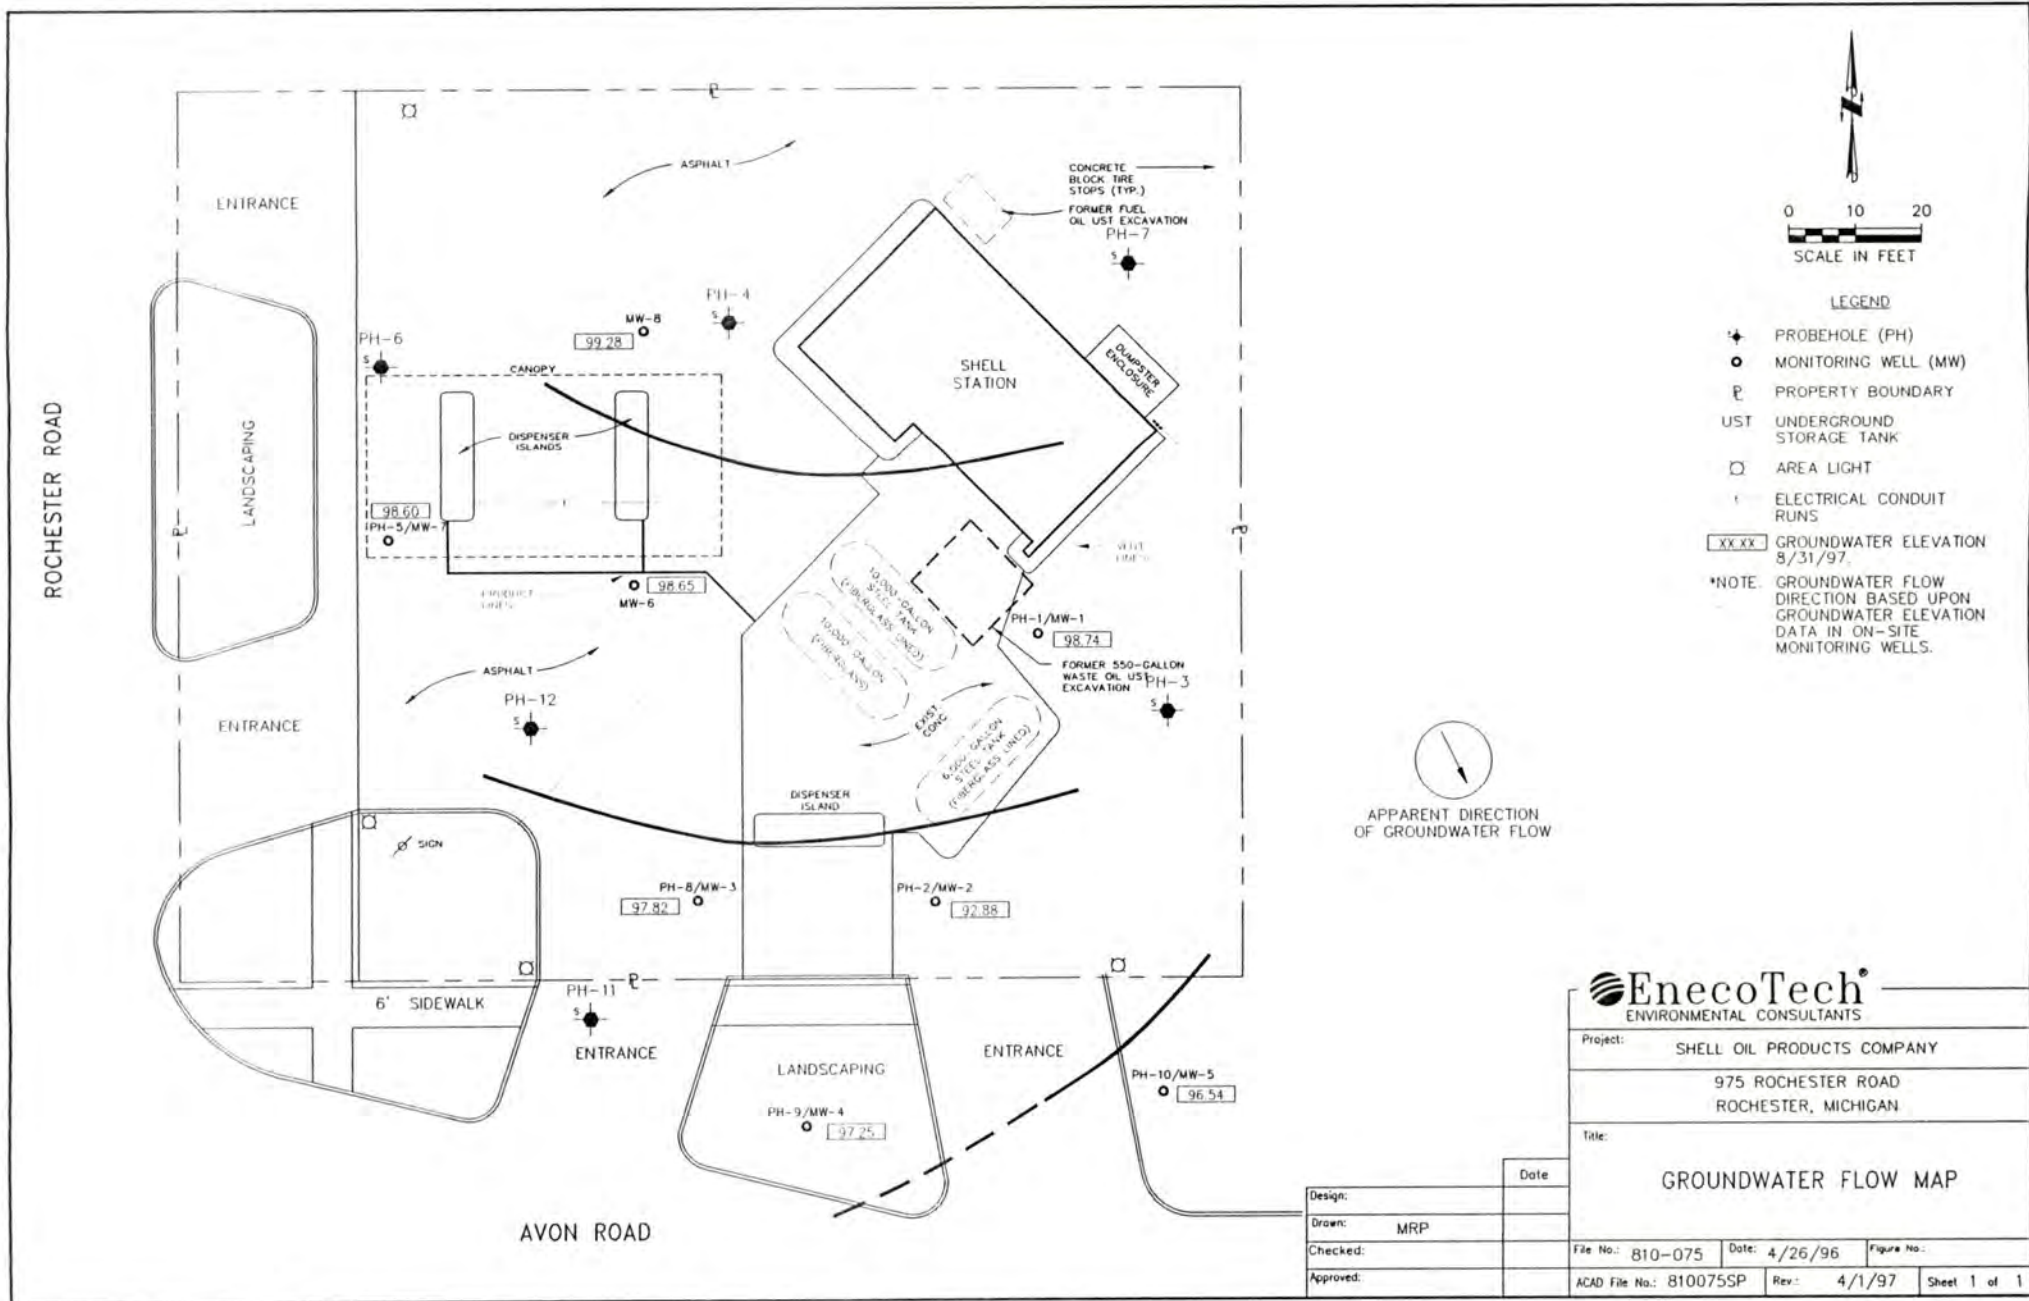 ROCHESTER ROAD
ENTRANCE
LANDSCAPING
ENTRANCE
ASPHALT
CONCRETE
BLOCK TIRE
STOPS (TYP.)
FORMER FUEL
OIL UST EXCAVATION
PH-7
PH-4
MW-8
99.28
PH-6
CANOPY
DISPENSER
ISLANDS
SHELL
STATION
DUMPSTER
ENCLOSURE
98.60
PH-5/MW-7
PRODUCT
LINES
MW-6
98.65
VENT
LINES
10,000-GALLON
STEEL TANK
(FIBERGLASS LINED)
10,000-GALLON
(FIBERGLASS)
PH-1/MW-1
98.74
FORMER 550-GALLON
WASTE OIL UST
EXCAVATION
PH-3
ASPHALT
PH-12
EXIST.
CONC.
6,000-GALLON
STEEL TANK
(FIBERGLASS LINED)
DISPENSER
ISLAND
SIGN
PH-8/MW-3
97.82
PH-2/MW-2
92.88
6' SIDEWALK
PH-11
ENTRANCE
LANDSCAPING
ENTRANCE
PH-9/MW-4
97.25
PH-10/MW-5
96.54
AVON ROAD
0 10 20
SCALE IN FEET
LEGEND
PROBEHOLE (PH)
MONITORING WELL (MW)
PROPERTY BOUNDARY
UST UNDERGROUND
STORAGE TANK
AREA LIGHT
ELECTRICAL CONDUIT
RUNS
XX.XX GROUNDWATER ELEVATION
8/31/97.
*NOTE. GROUNDWATER FLOW
DIRECTION BASED UPON
GROUNDWATER ELEVATION
DATA IN ON-SITE
MONITORING WELLS.
APPARENT DIRECTION
OF GROUNDWATER FLOW
EnecoTech®
ENVIRONMENTAL CONSULTANTS
Project: SHELL OIL PRODUCTS COMPANY
975 ROCHESTER ROAD
ROCHESTER, MICHIGAN
Title:
GROUNDWATER FLOW MAP
Date
Design:
Drawn: MRP
Checked:
Approved:
File No.: 810-075 Date: 4/26/96 Figure No.:
ACAD File No.: 810075SP Rev.: 4/1/97 Sheet 1 of 1